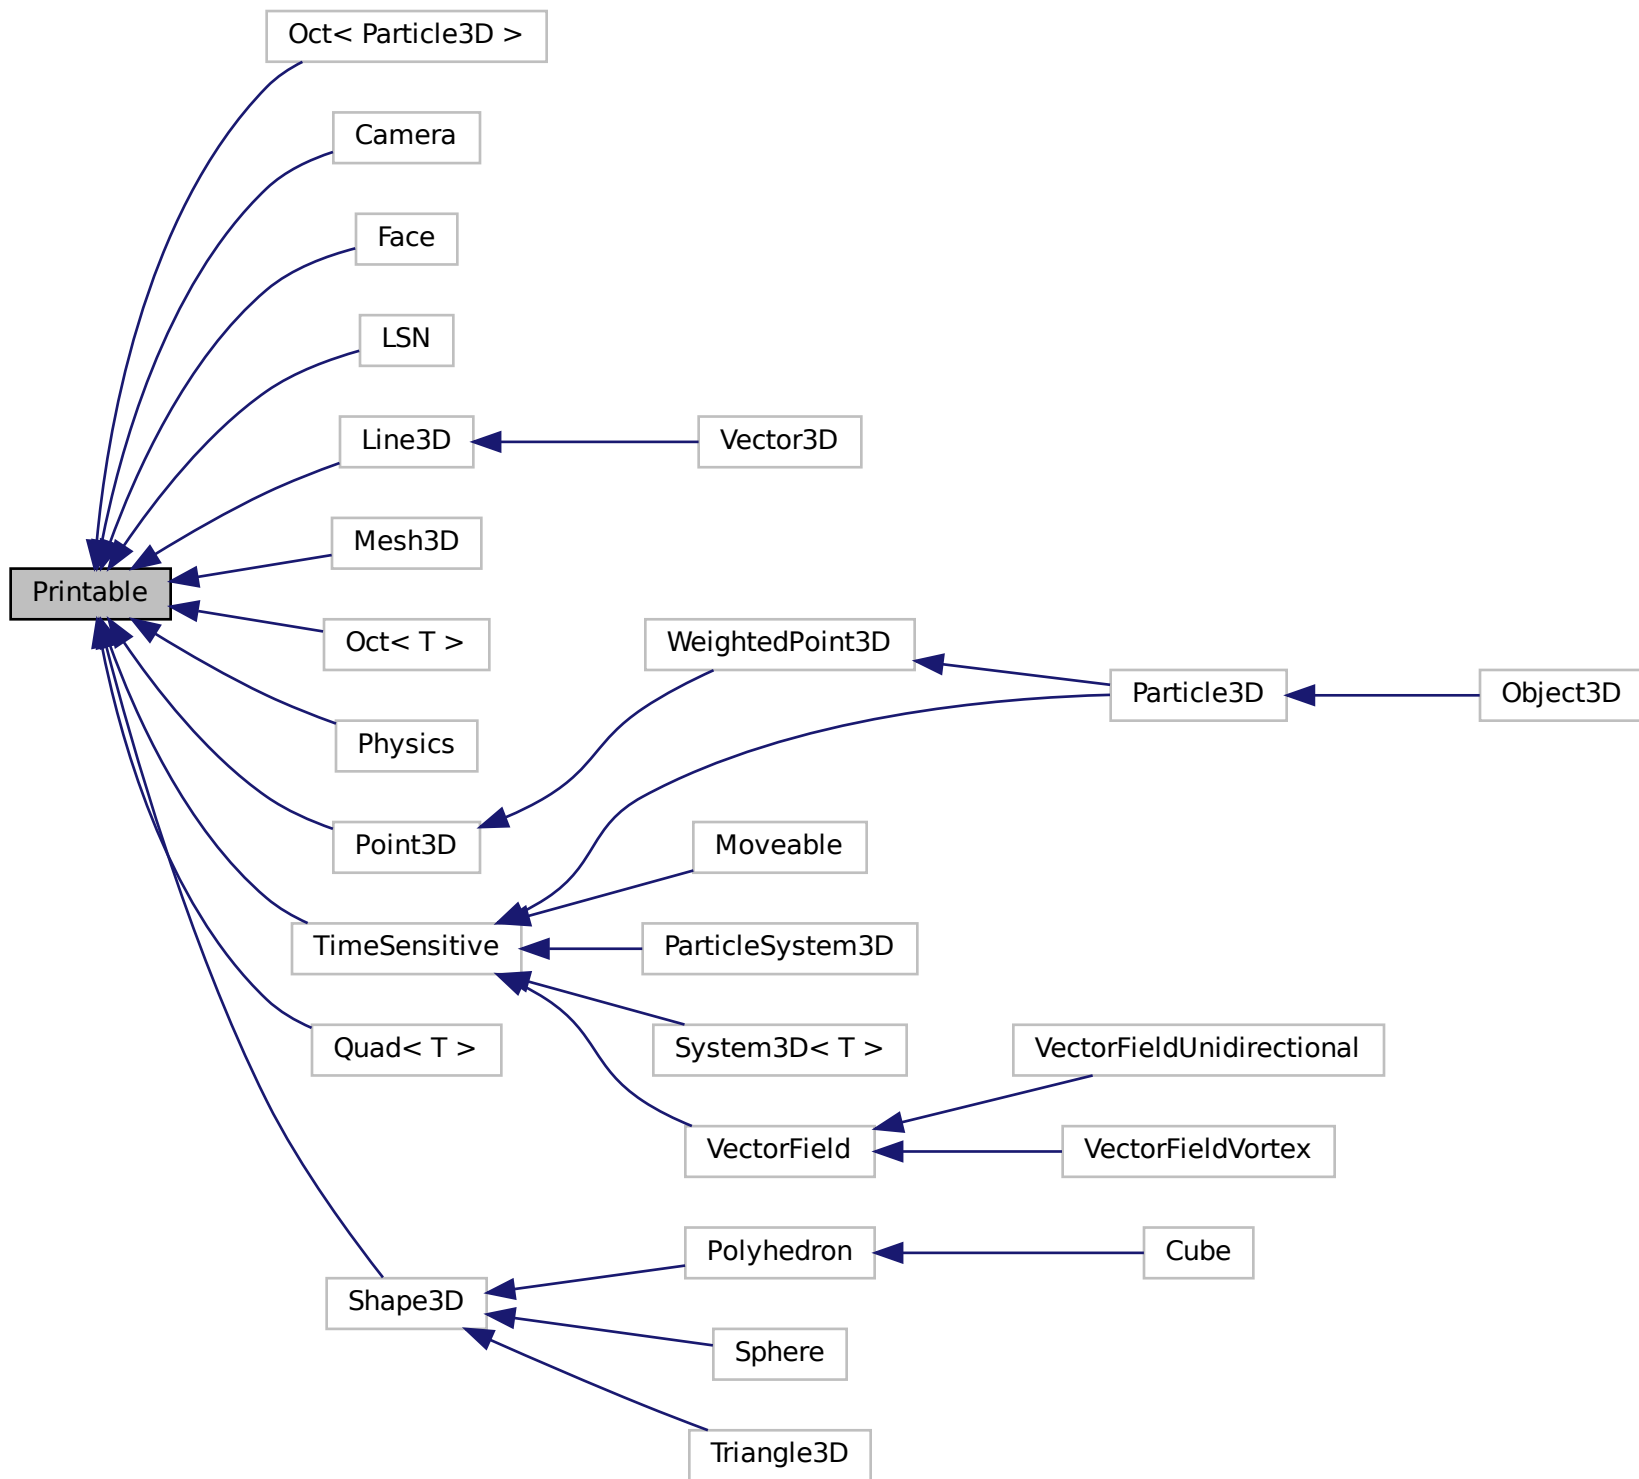 Oct< Particle3D >
Camera
Face
LSN
Line3D
Vector3D
Mesh3D
Printable
Oct< T >
WeightedPoint3D
Particle3D
Object3D
Physics
Point3D
Moveable
TimeSensitive
ParticleSystem3D
Quad< T >
System3D< T >
VectorFieldUnidirectional
VectorField
VectorFieldVortex
Polyhedron
Cube
Shape3D
Sphere
Triangle3D